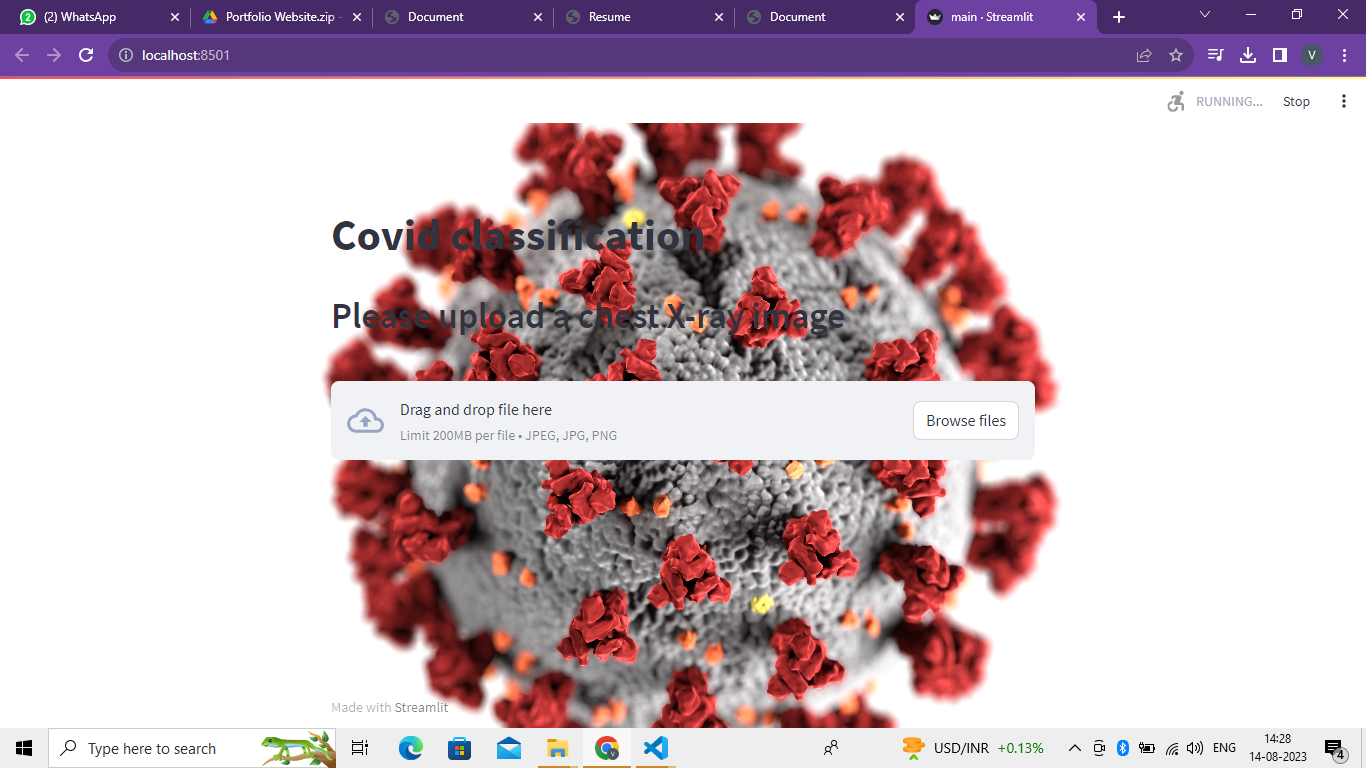 (2) WhatsApp
Portfolio Website.zip -
Document
Resume
Document
main · Streamlit
localhost:8501
V
RUNNING...
Stop
Covid classification
Please upload a chest X-ray image
Drag and drop file here
Limit 200MB per file • JPEG, JPG, PNG
Browse files
Made with Streamlit
Type here to search
USD/INR +0.13%
ENG
14:28
14-08-2023
4